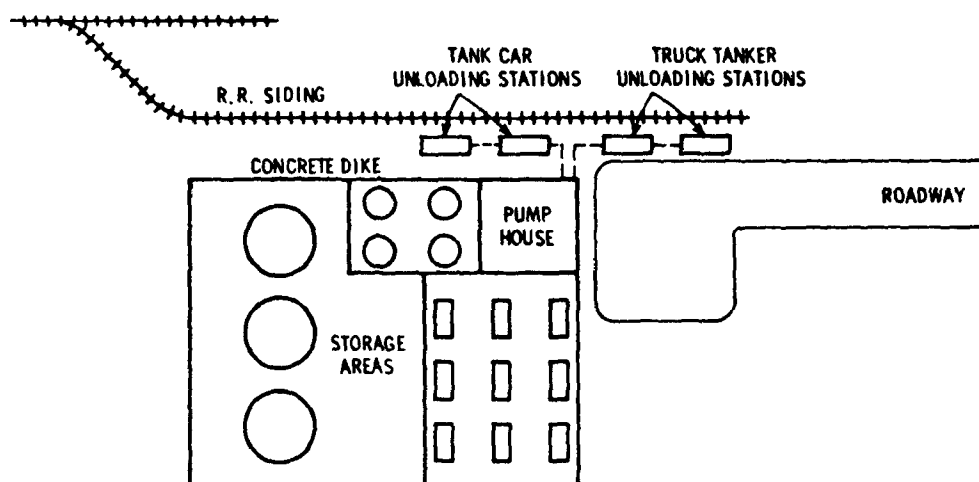 TANK CAR
UNLOADING STATIONS
TRUCK TANKER
UNLOADING STATIONS
R.R. SIDING
CONCRETE DIKE
ROADWAY
PUMP
HOUSE
STORAGE
AREAS